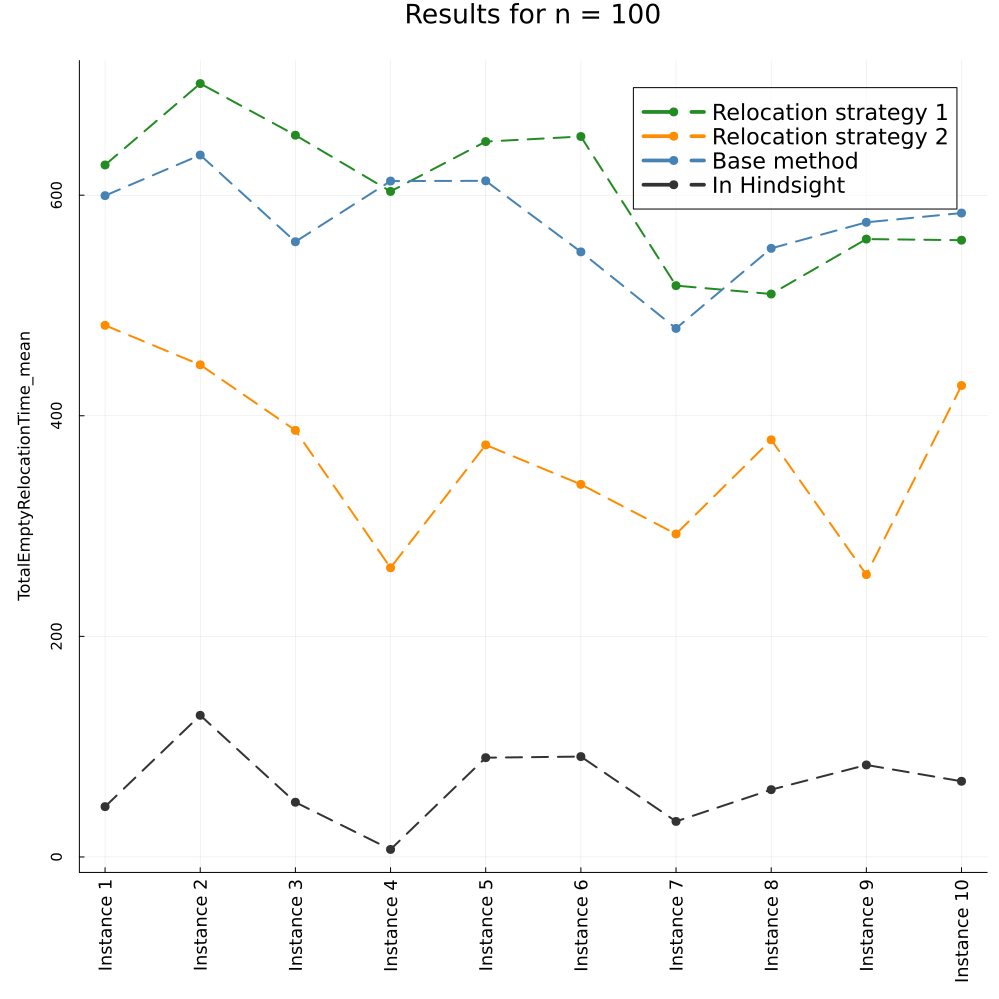 Results for n = 100
Relocation strategy 1
Relocation strategy 2
Base method
In Hindsight
TotalEmptyRelocationTime_mean
600
400
200
0
Instance 1
Instance 2
Instance 3
Instance 4
Instance 5
Instance 6
Instance 7
Instance 8
Instance 9
Instance 10